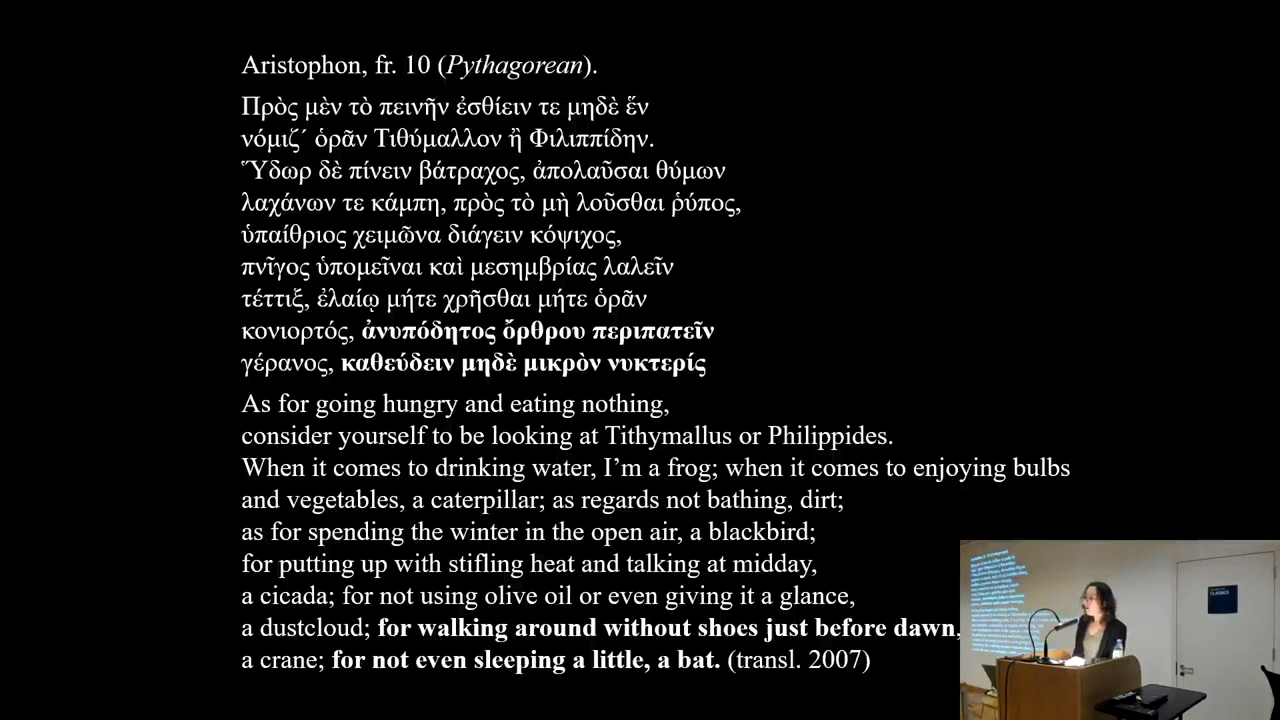 Aristophon, fr. 10 (Pythagorean).
Πρὸς μὲν τὸ πεινῆν ἐσθίειν τε μηδὲ ἕν
νόμιζ´ ὁρᾶν Τιθύμαλλον ἢ Φιλιππίδην.
Ὕδωρ δὲ πίνειν βάτραχος, ἀπολαῦσαι θύμων
λαχάνων τε κάμπη, πρὸς τὸ μὴ λοῦσθαι ῥύπος,
ὑπαίθριος χειμῶνα διάγειν κόψιχος,
πνῖγος ὑπομεῖναι καὶ μεσημβρίας λαλεῖν
τέττιξ, ἐλαίῳ μήτε χρῆσθαι μήτε ὁρᾶν
κονιορτός, ἀνυπόδητος ὄρθρου περιπατεῖν
γέρανος, καθεύδειν μηδὲ μικρὸν νυκτερίς
As for going hungry and eating nothing,
consider yourself to be looking at Tithymallus or Philippides.
When it comes to drinking water, I’m a frog; when it comes to enjoying bulbs
and vegetables, a caterpillar; as regards not bathing, dirt;
as for spending the winter in the open air, a blackbird;
for putting up with stifling heat and talking at midday,
a cicada; for not using olive oil or even giving it a glance,
a dustcloud; for walking around without shoes just before dawn,
a crane; for not even sleeping a little, a bat. (transl. 2007)
CLASSICS